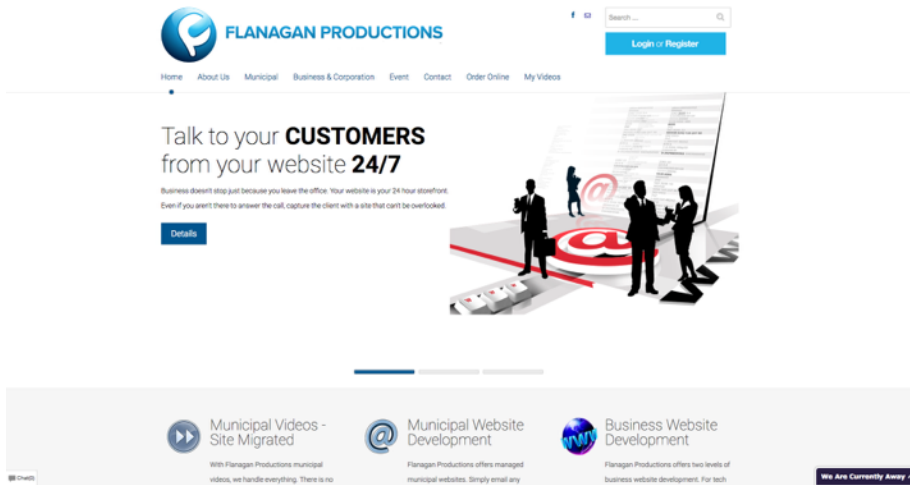 FLANAGAN PRODUCTIONS
f
Search ...
Login or Register
Home About Us Municipal Business & Corporation Event Contact Order Online My Videos
Talk to your CUSTOMERS
from your website 24/7
Business doesn't stop just because you leave the office. Your website is your 24 hour storefront.
Even if you aren't there to answer the call, capture the client with a site that can't be overlooked.
Details
@
@
WWW
Municipal Videos -
Site Migrated
With Flanagan Productions municipal
videos, we handle everything. There is no
@
Municipal Website
Development
Flanagan Productions offers managed
municipal websites. Simply email any
WWW
Business Website
Development
Flanagan Productions offers two levels of
business website development. For tech
Chat(0)
We Are Currently Away